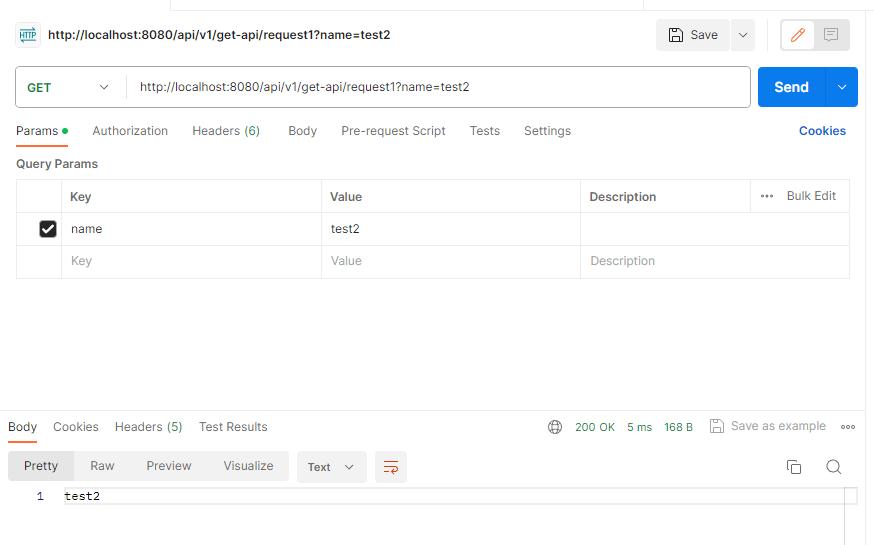 HTTP http://localhost:8080/api/v1/get-api/request1?name=test2 Save
GET http://localhost:8080/api/v1/get-api/request1?name=test2 Send
Params Authorization Headers (6) Body Pre-request Script Tests Settings Cookies
Query Params
Key Value Description ••• Bulk Edit
name test2
Key Value Description
Body Cookies Headers (5) Test Results 200 OK 5 ms 168 B Save as example
Pretty Raw Preview Visualize Text
1 test2